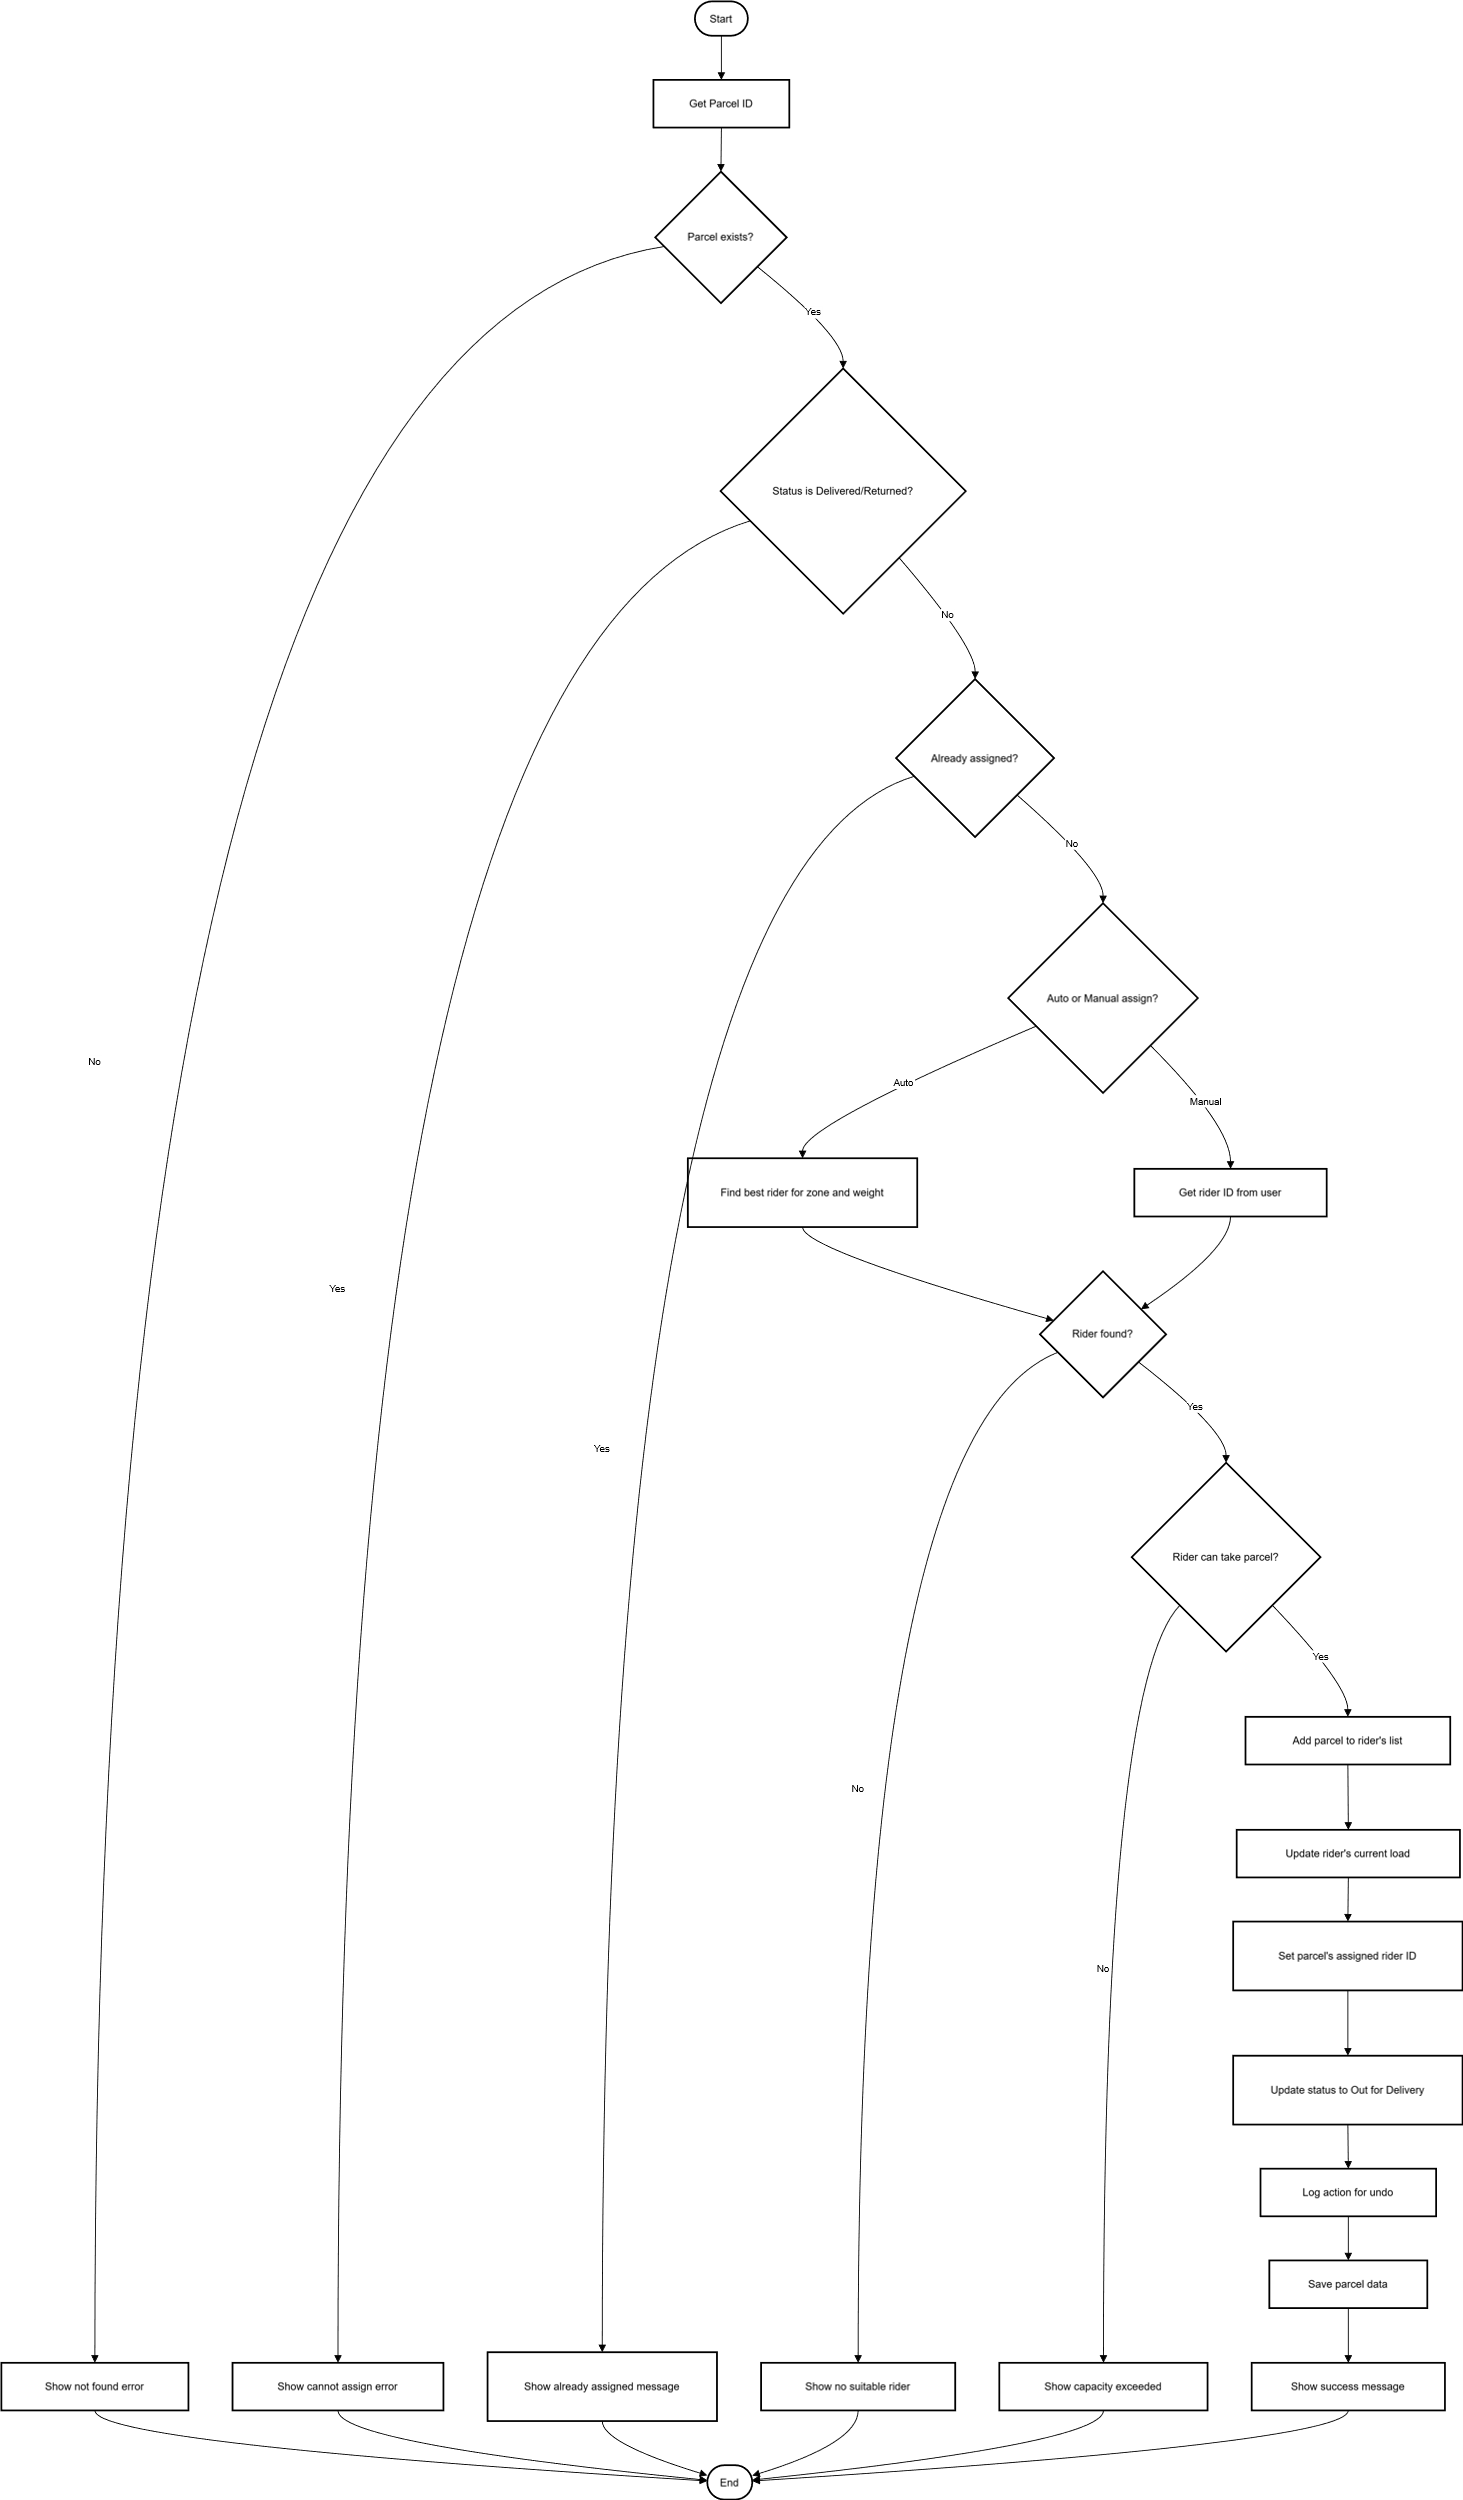 Start
Get Parcel ID
Parcel exists?
Yes
Status is Delivered/Returned?
No
Already assigned?
No
Auto or Manual assign?
No
Auto
Manual
Find best rider for zone and weight
Get rider ID from user
Yes
Rider found?
Yes
Yes
Rider can take parcel?
Yes
Add parcel to rider's list
No
Update rider's current load
Set parcel's assigned rider ID
No
Update status to Out for Delivery
Log action for undo
Save parcel data
Show not found error
Show cannot assign error
Show already assigned message
Show no suitable rider
Show capacity exceeded
Show success message
End